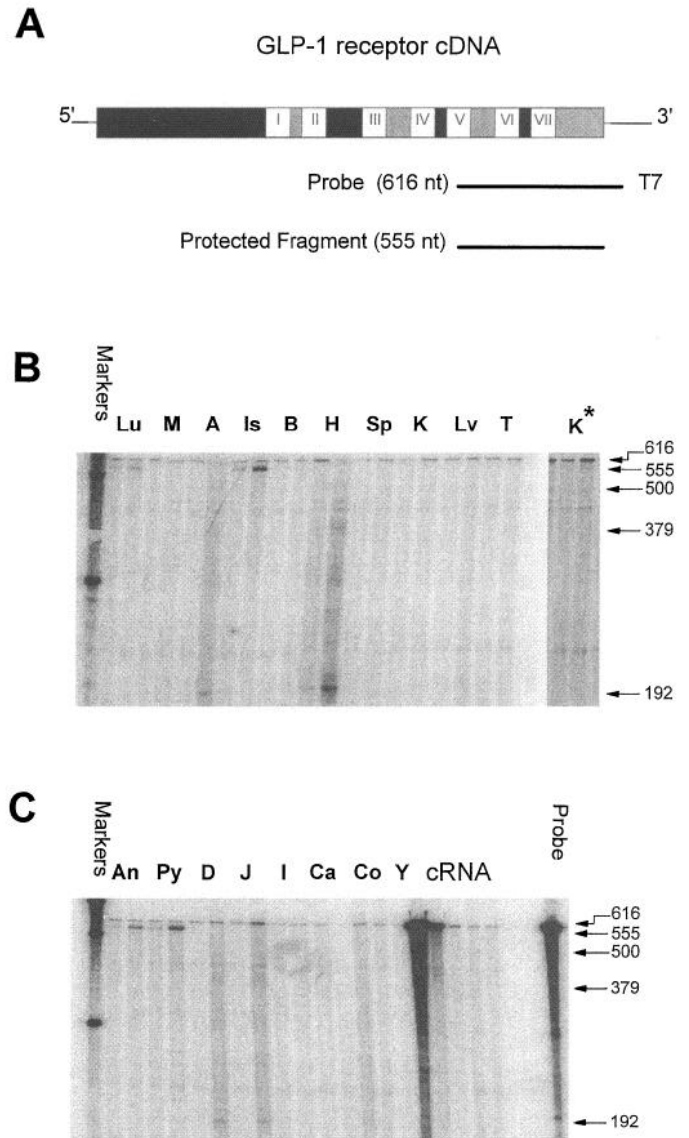 A
GLP-1 receptor cDNA
5' I II III IV V VI VII 3'
Probe (616 nt) T7
Protected Fragment (555 nt)
B
Markers Lu M A Is B H Sp K Lv T K*
616
555
500
379
192
C
Markers An Py D J I Ca Co Y cRNA Probe
616
555
500
379
192